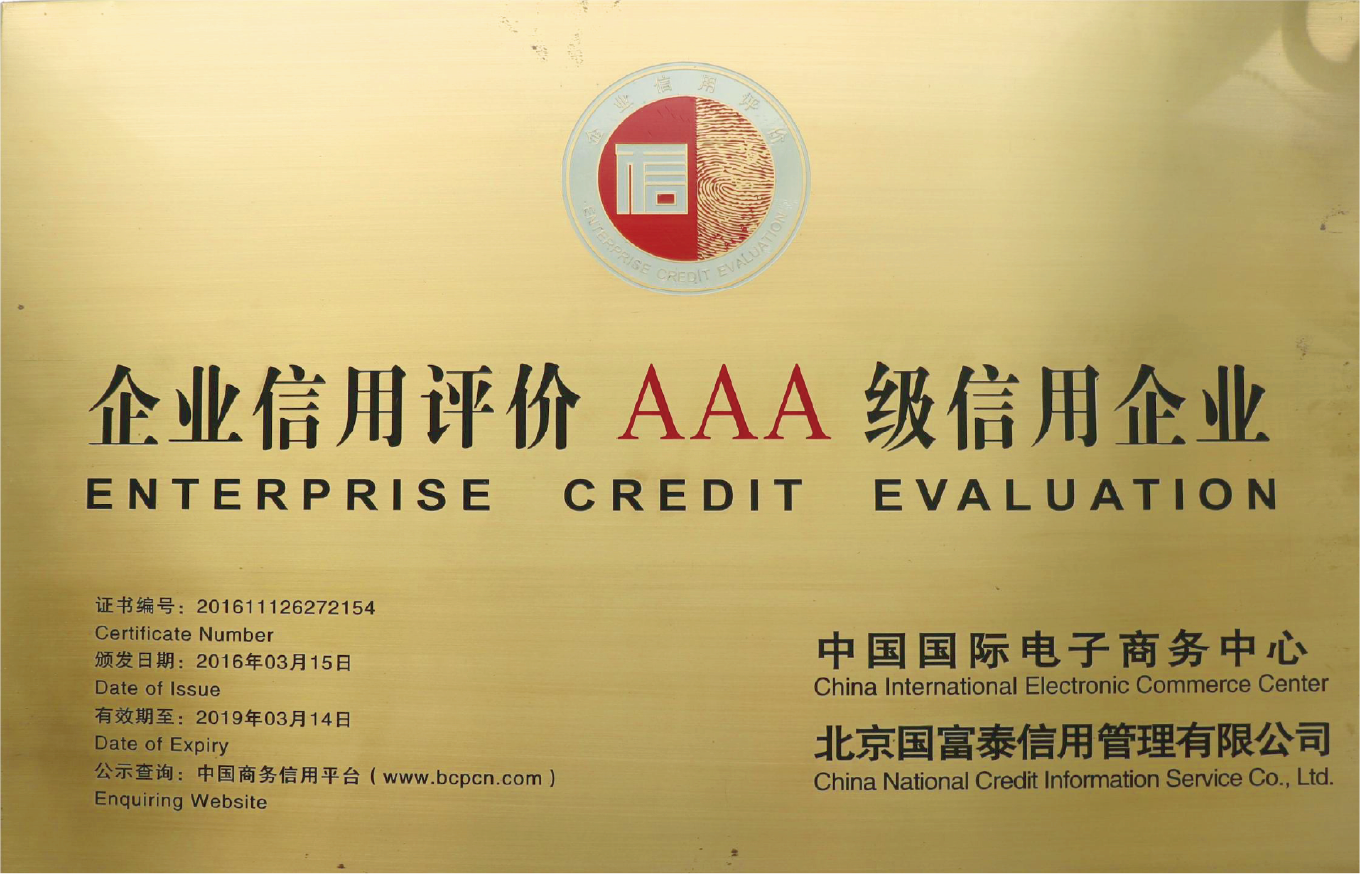 企业信用评价
信
ENTERPRISE CREDIT EVALUATION
企业信用评价 AAA 级信用企业
ENTERPRISE CREDIT EVALUATION
证书编号：201611126272154
Certificate Number
颁发日期：2016年03月15日
Date of Issue
有效期至：2019年03月14日
Date of Expiry
公示查询：中国商务信用平台（www.bcpcn.com）
Enquiring Website
中国国际电子商务中心
China International Electronic Commerce Center
北京国富泰信用管理有限公司
China National Credit Information Service Co., Ltd.